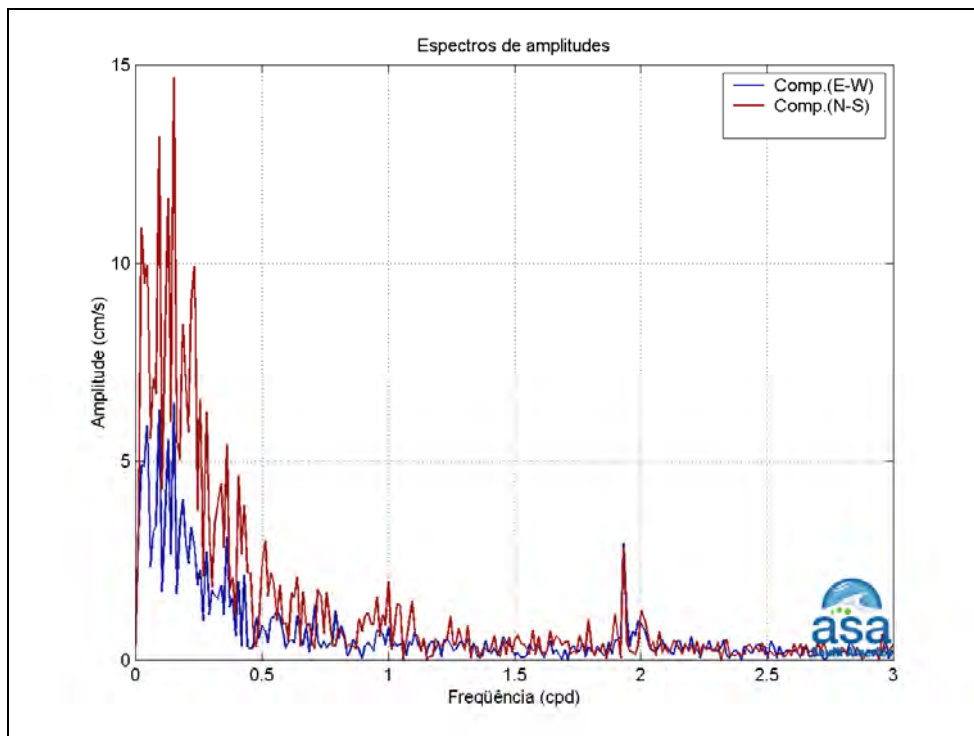 Espectros de amplitudes
15
Comp.(E-W)
Comp.(N-S)
10
Amplitude (cm/s)
5
asa
0
0
0.5
1
1.5
2
2.5
3
Freqüência (cpd)